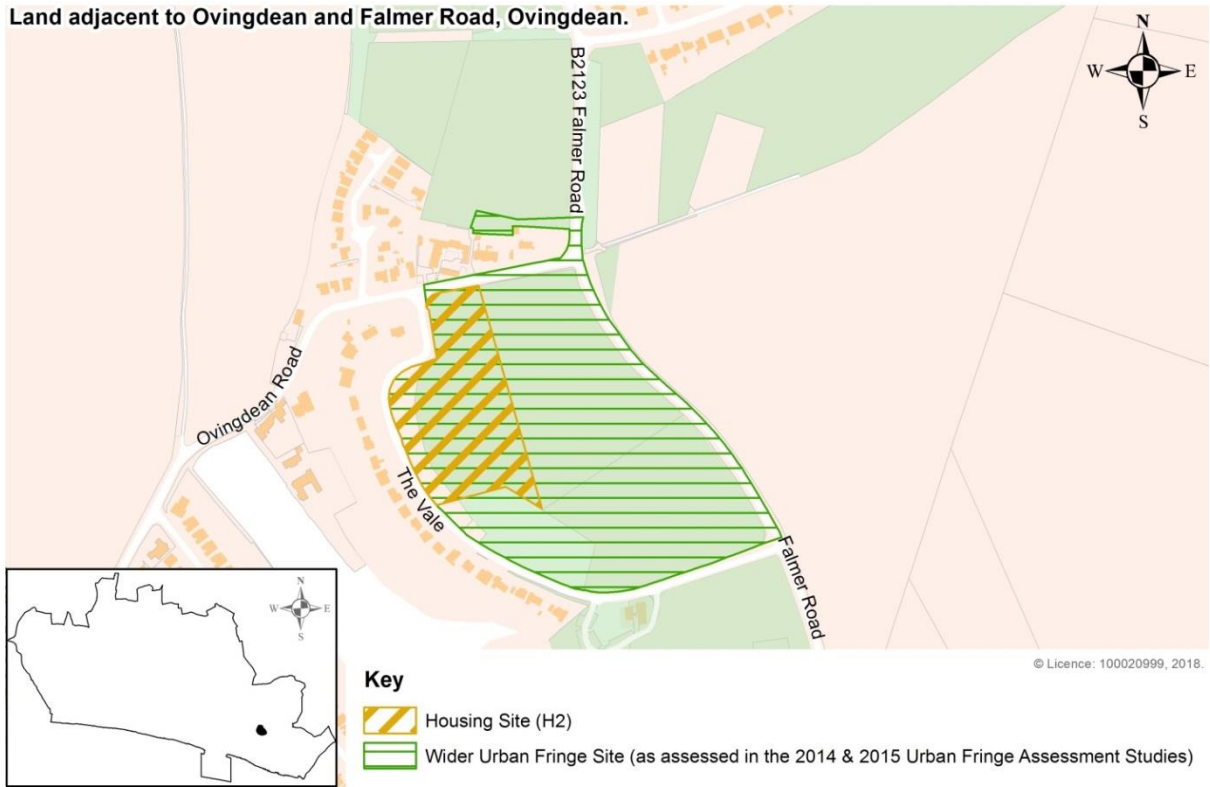 Land adjacent to Ovingdean and Falmer Road, Ovingdean.
N
W E
S
B2123 Falmer Road
Ovingdean Road
The Vale
Falmer Road
N
W E
S
© Licence: 100020999, 2018.
Key
Housing Site (H2)
Wider Urban Fringe Site (as assessed in the 2014 & 2015 Urban Fringe Assessment Studies)